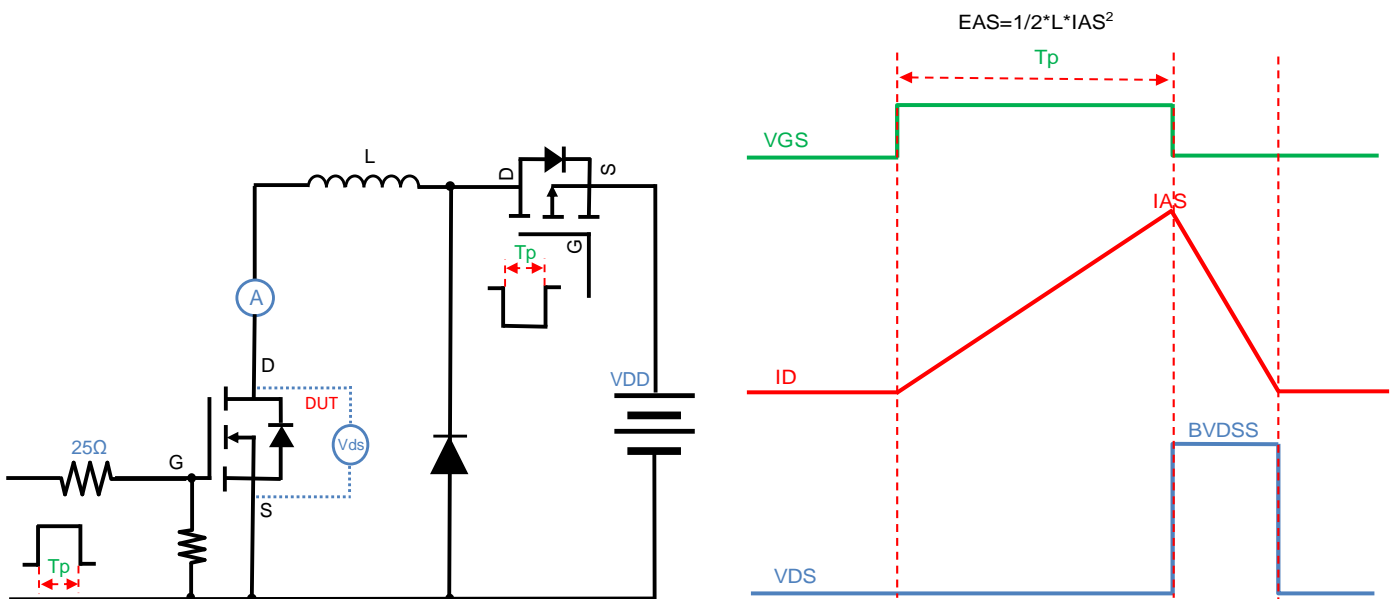 EAS=1/2*L*IAS²
Tp
VGS
L
D
S
G
Tp
IAS
A
D
VDD
ID
DUT
Vds
BVDSS
25Ω
G
S
Tp
VDS